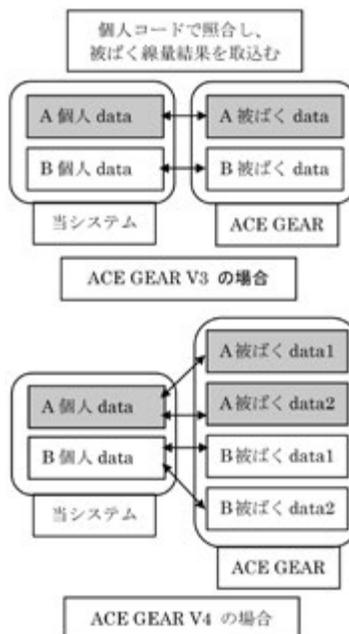 個人コードで照合し、
被ばく線量結果を取込む
A 個人 data
A 被ばく data
B 個人 data
B 被ばく data
当システム
ACE GEAR
ACE GEAR V3 の場合
A 被ばく data1
A 個人 data
A 被ばく data2
B 個人 data
B 被ばく data1
B 被ばく data2
当システム
ACE GEAR
ACE GEAR V4 の場合